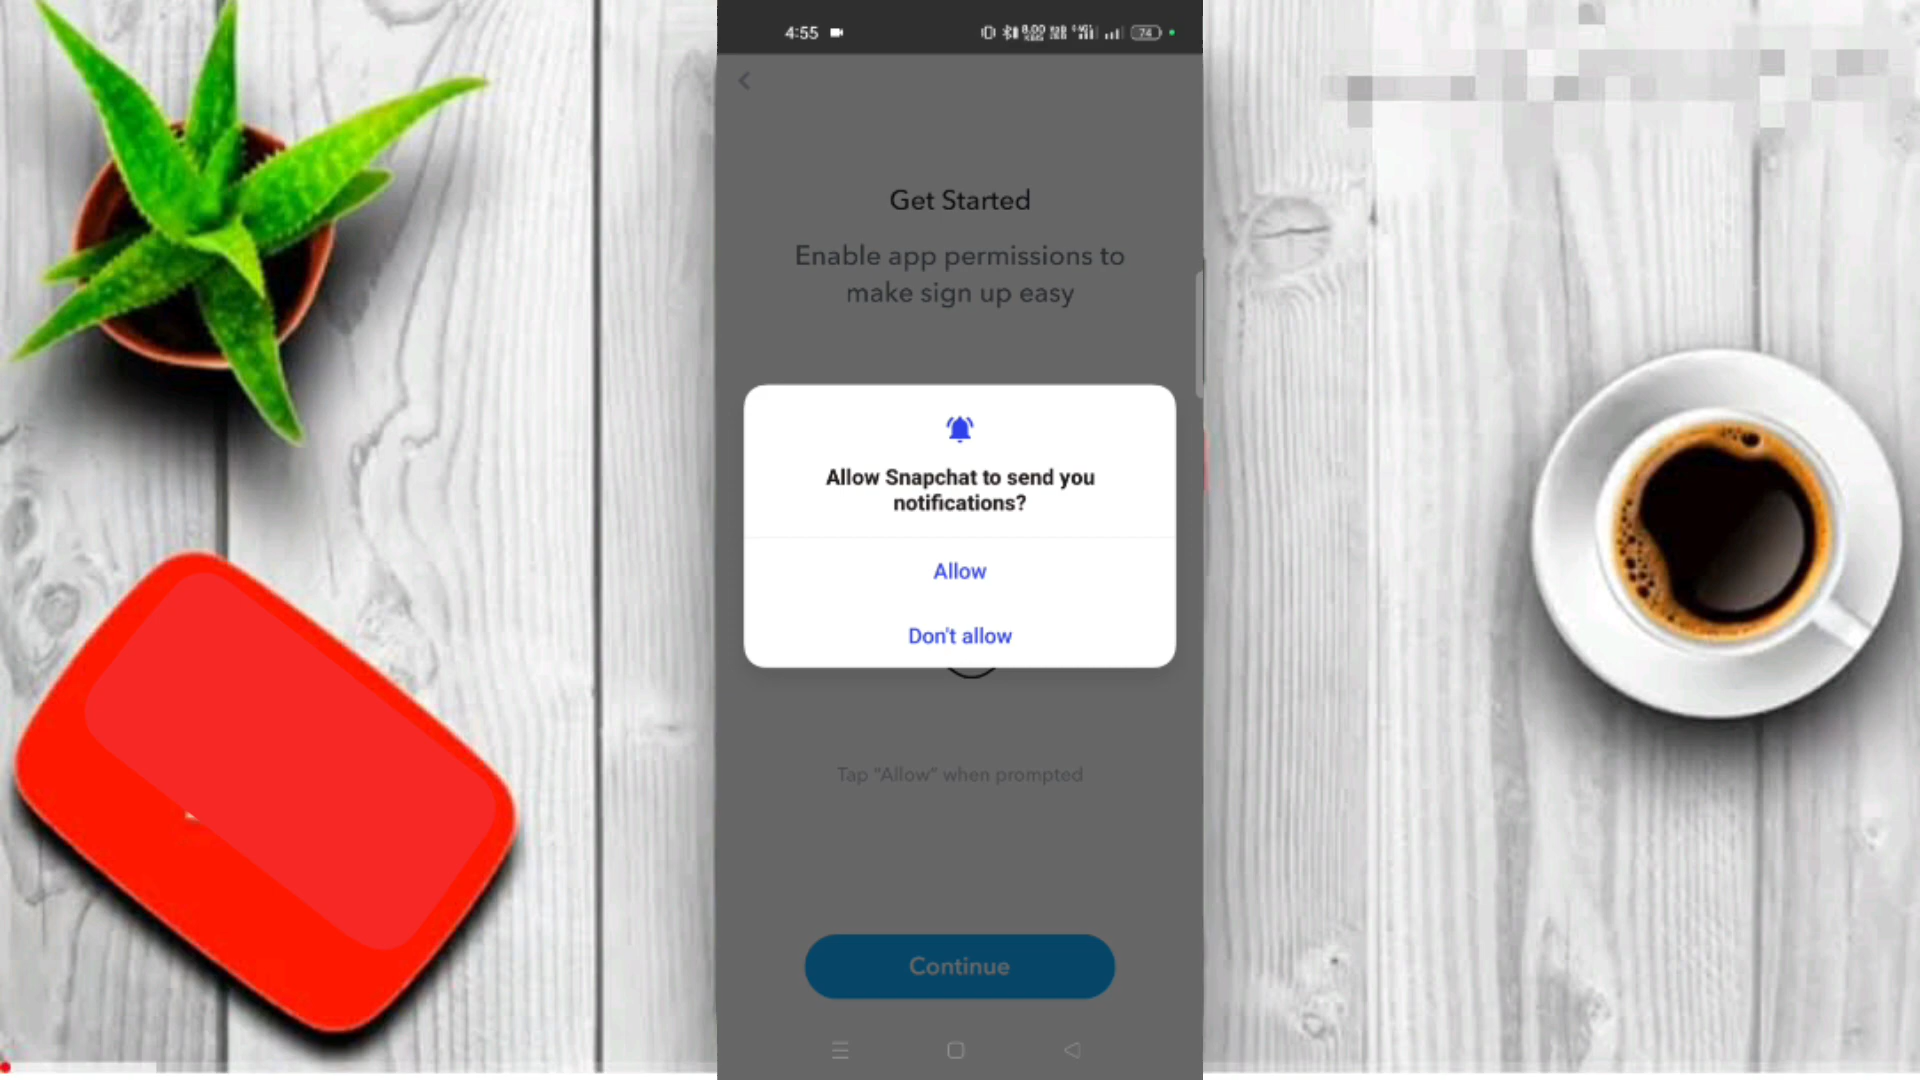 4:55
74
Get Started
Enable app permissions to
make sign up easy
Allow Snapchat to send you
notifications?
Allow
Don't allow
Tap "Allow" when prompted
Continue